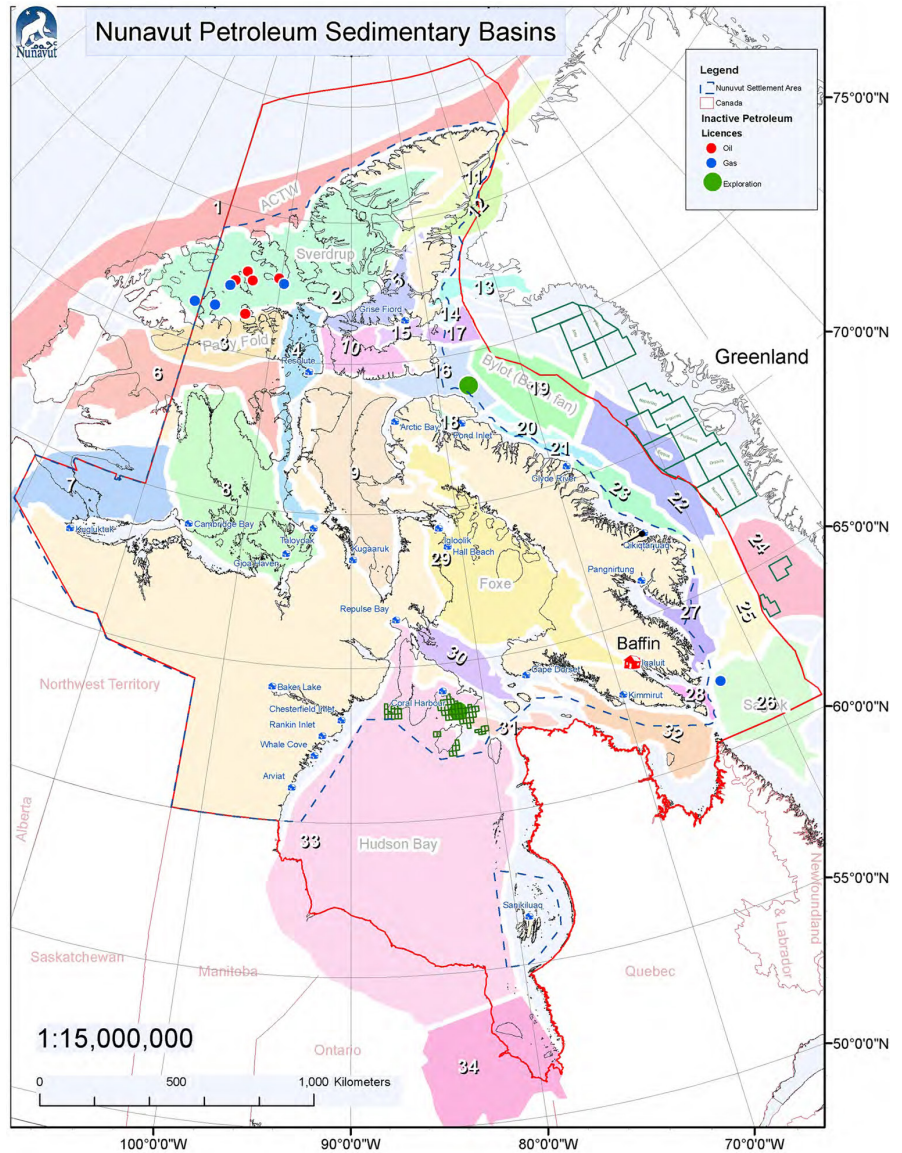 Nunavut
Nunavut Petroleum Sedimentary Basins
Legend
Nunuvut Settlement Area
Canada
Inactive Petroleum
Licences
Oil
Gas
Exploration
75°0'0"N
70°0'0"N
65°0'0"N
60°0'0"N
55°0'0"N
50°0'0"N
Greenland
1
ACTW
11
12
Sverdrup
2
13
Grise Fiord
14
3
4
10
15
17
Resolute
16
6
Bylot
19
Arctic Bay
18
Pond Inlet
20
21
Clyde River
22
23
7
8
9
Kugluktuk
Cambridge Bay
Taloyoak
Gjoa Haven
Kugaaruk
Igloolik
Hall Beach
29
Qikiqtarjuaq
24
Foxe
Pangnirtung
25
27
Repulse Bay
Baffin
30
Iqaluit
Cape Dorset
Kimmirut
28
26
Northwest Territory
Baker Lake
Chesterfield Inlet
Rankin Inlet
Whale Cove
Arviat
Coral Harbour
31
32
Alberta
33
Hudson Bay
Sanikiluaq
Newfoundland
& Labrador
Saskatchewan
Manitoba
Quebec
Ontario
34
1:15,000,000
0 500 1,000 Kilometers
100°0'0"W 90°0'0"W 80°0'0"W 70°0'0"W